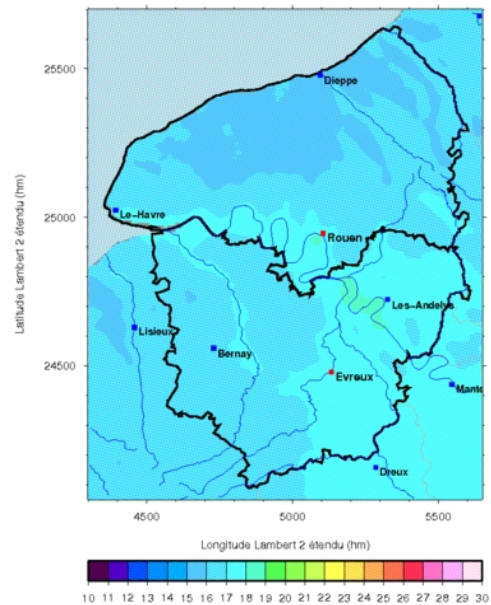 25500
25000
24500
Latitude Lambert 2 étendu (hm)
Dieppe
Le-Havre
Rouen
Les-Andelys
Lisieux
Bernay
Evreux
Mante
Dreux
4500 5000 5500
Longitude Lambert 2 étendu (hm)
10 11 12 13 14 15 16 17 18 19 20 21 22 23 24 25 26 27 28 29 30